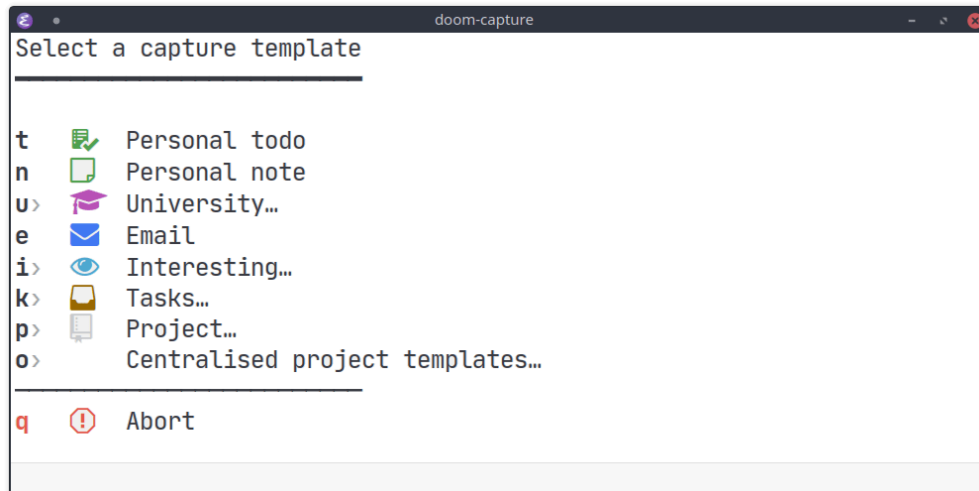 doom-capture
Select a capture template
t Personal todo
n Personal note
u› University…
e Email
i› Interesting…
k› Tasks…
p› Project…
o› Centralised project templates…
q Abort